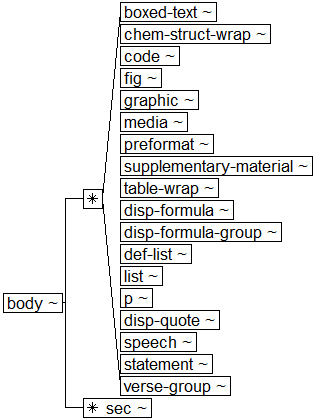 boxed-text ~
chem-struct-wrap ~
code ~
fig ~
graphic ~
media ~
preformat ~
supplementary-material ~
* table-wrap ~
disp-formula ~
disp-formula-group ~
def-list ~
list ~
body ~ p ~
disp-quote ~
speech ~
statement ~
verse-group ~
* sec ~